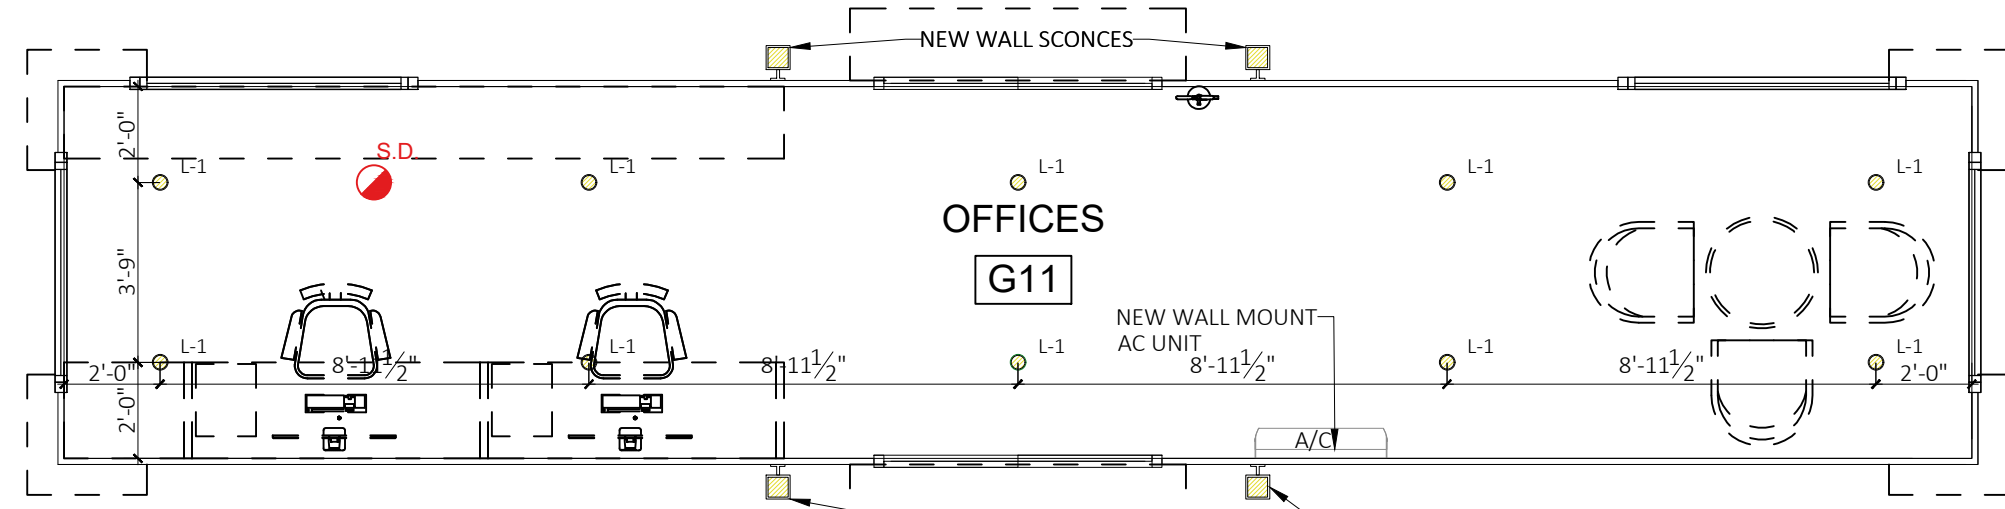 NEW WALL SCONCES
2'-0"
S.D.
L-1
L-1
L-1
L-1
L-1
OFFICES
3'-9"
G11
NEW WALL MOUNT
AC UNIT
L-1
L-1
L-1
L-1
L-1
2'-0"
8'-11½"
8'-11½"
8'-11½"
8'-11½"
2'-0"
2'-0"
A/C